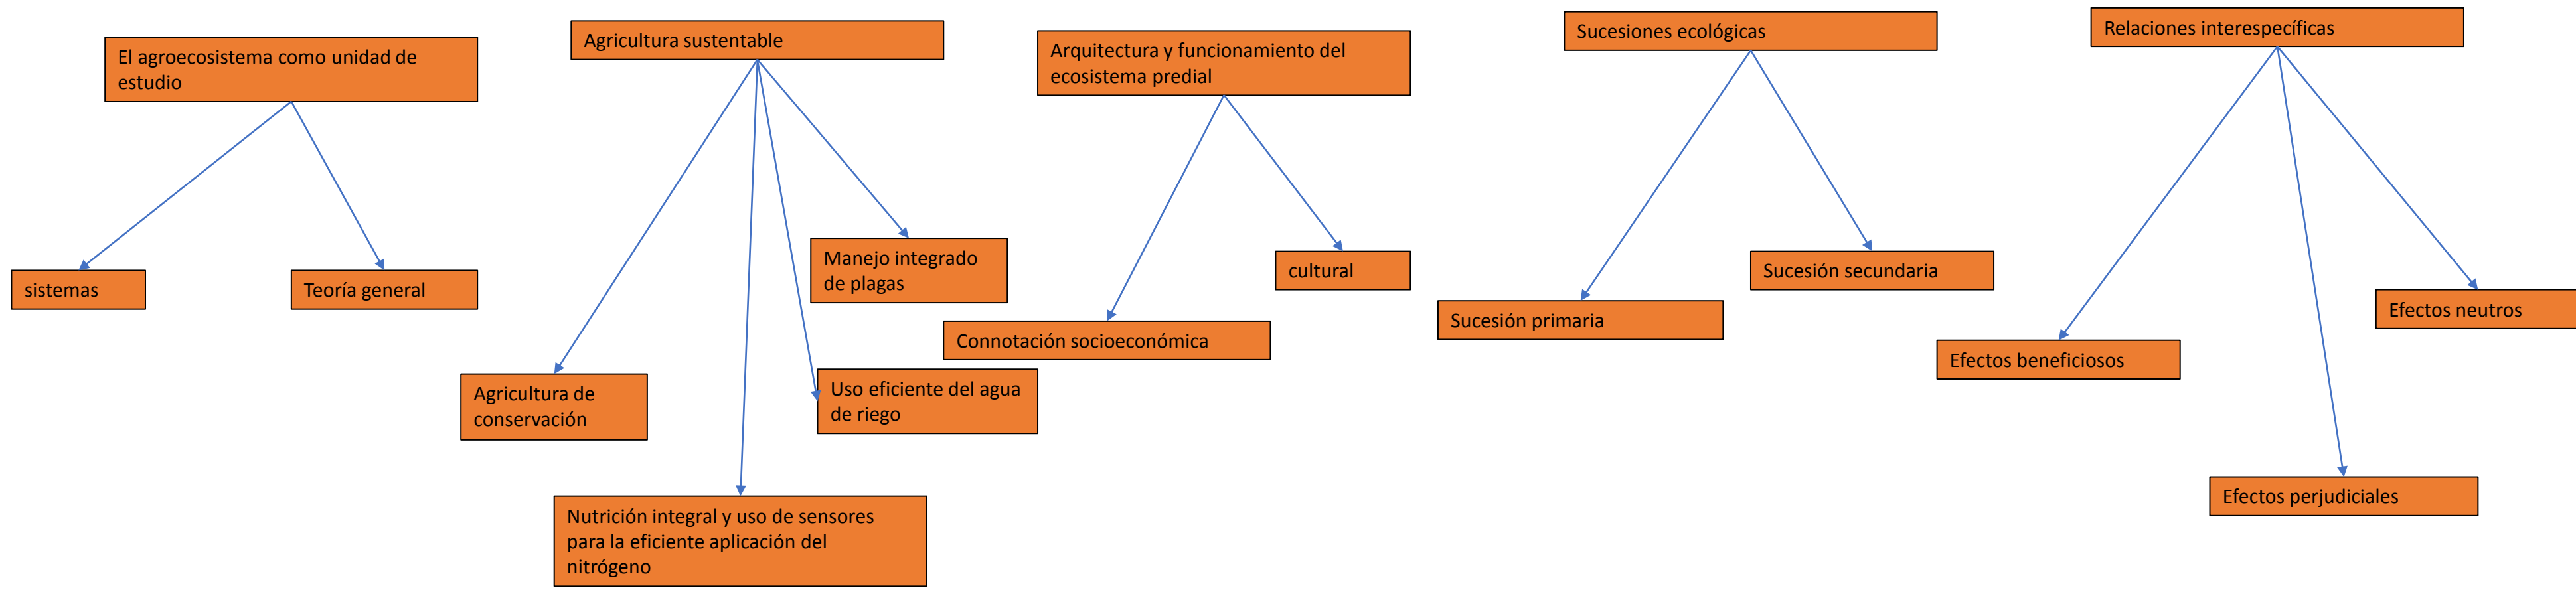 El agroecosistema como unidad de
estudio
sistemas
Teoría general
Agricultura sustentable
Manejo integrado
de plagas
Agricultura de
conservación
Uso eficiente del agua
de riego
Nutrición integral y uso de sensores
para la eficiente aplicación del
nitrógeno
Arquitectura y funcionamiento del
ecosistema predial
cultural
Connotación socioeconómica
Sucesiones ecológicas
Sucesión secundaria
Sucesión primaria
Relaciones interespecíficas
Efectos neutros
Efectos beneficiosos
Efectos perjudiciales